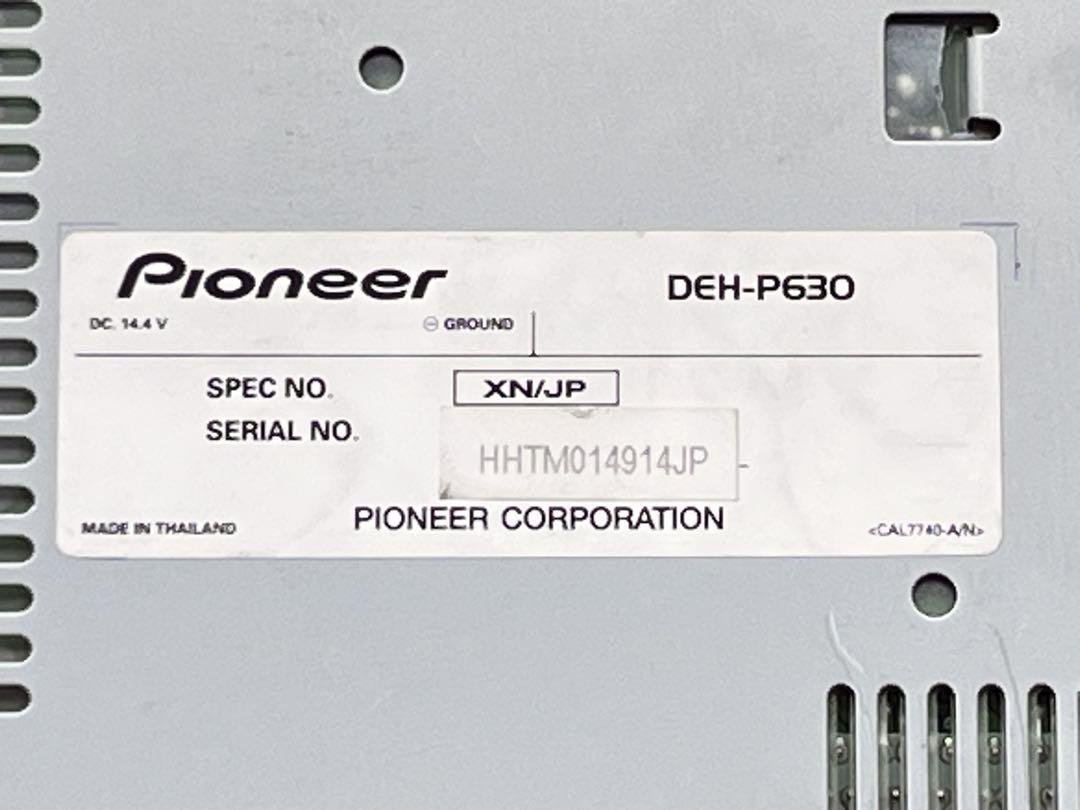 Pioneer DEH-P630
DC. 14.4 V ⊖ GROUND
SPEC NO. XN/JP
SERIAL NO. HHTM014914JP
PIONEER CORPORATION
MADE IN THAILAND <CAL7740-A/N>